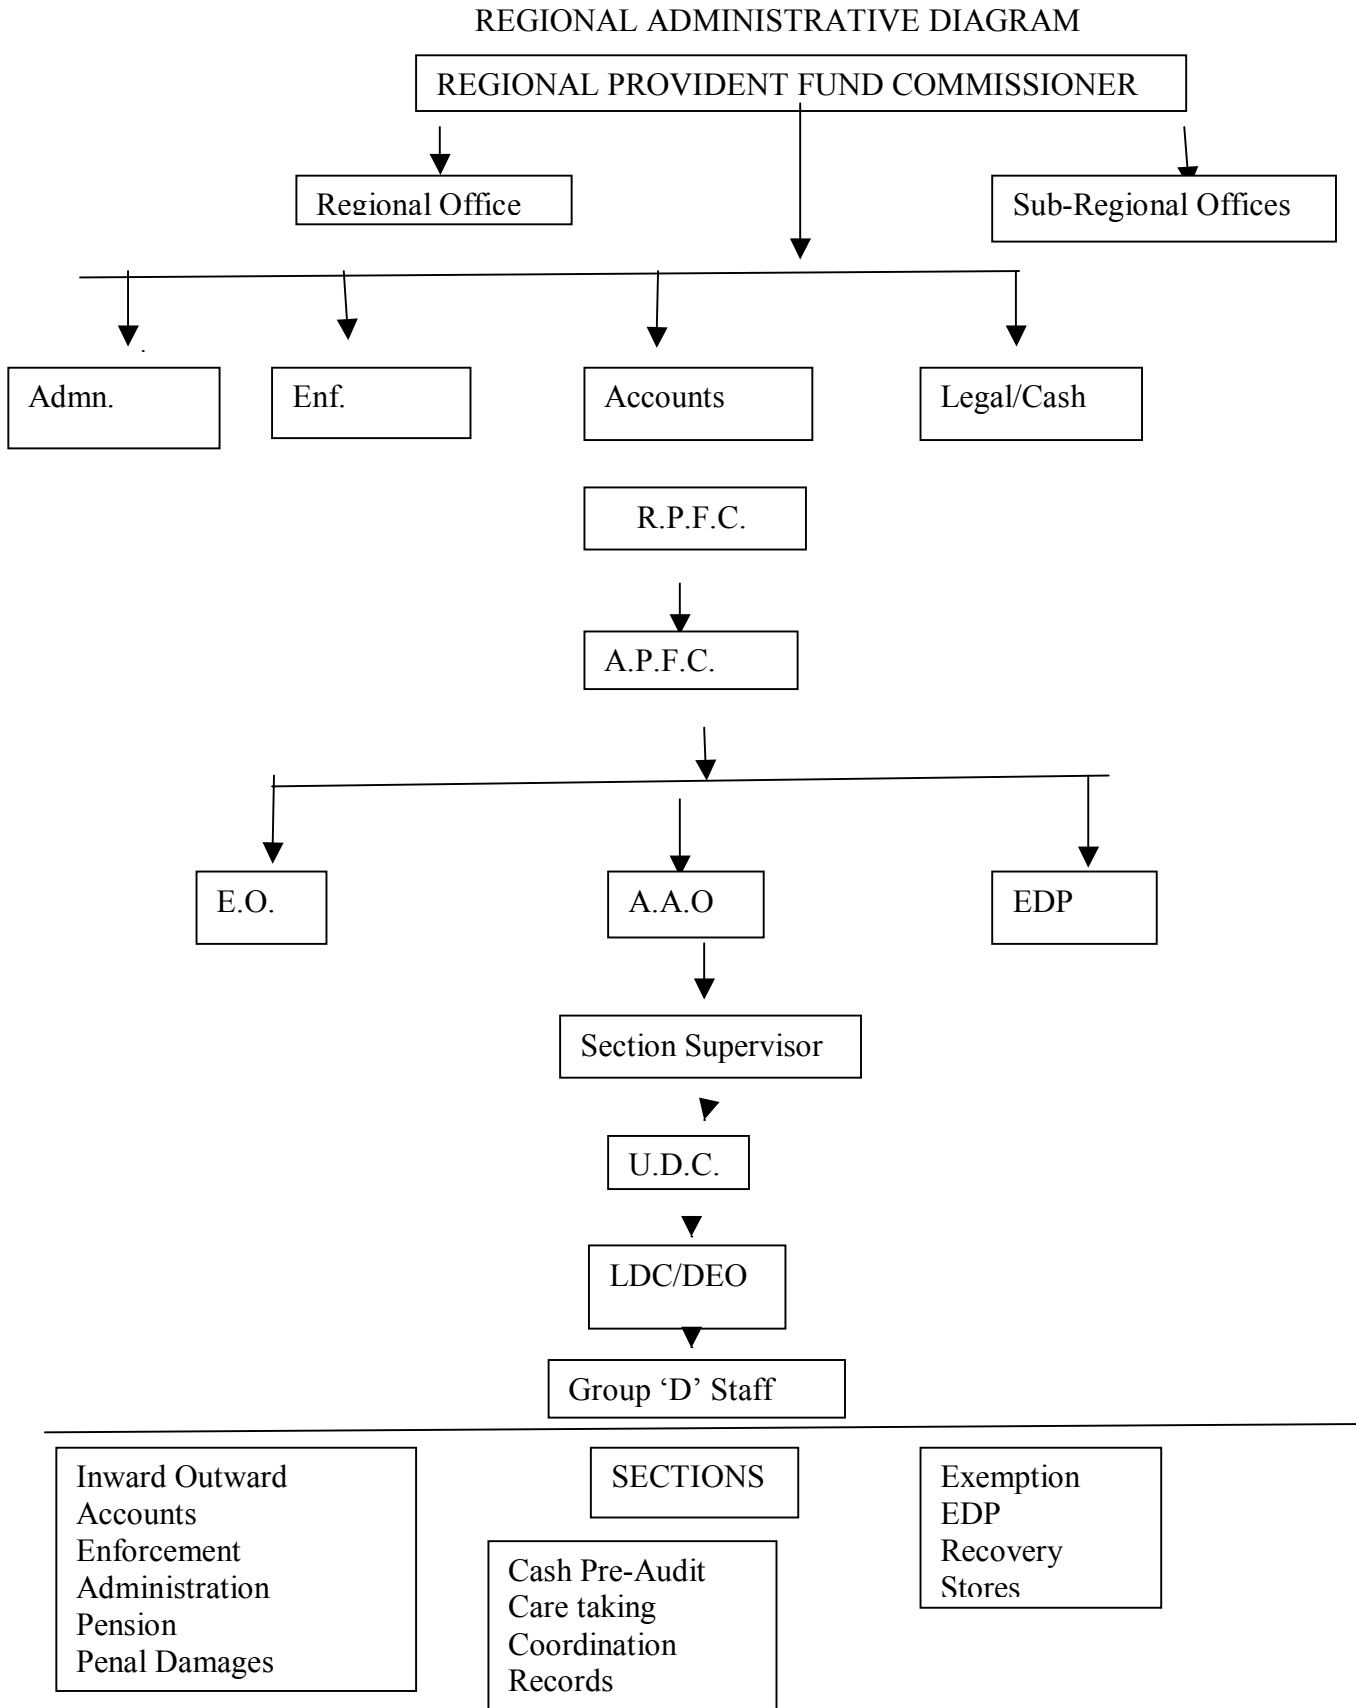 REGIONAL ADMINISTRATIVE DIAGRAM
REGIONAL PROVIDENT FUND COMMISSIONER
Regional Office
Sub-Regional Offices
Admn.
Enf.
Accounts
Legal/Cash
R.P.F.C.
A.P.F.C.
E.O.
A.A.O
EDP
Section Supervisor
U.D.C.
LDC/DEO
Group ‘D’ Staff
Inward Outward
Accounts
Enforcement
Administration
Pension
Penal Damages
SECTIONS
Cash Pre-Audit
Care taking
Coordination
Records
Exemption
EDP
Recovery
Stores